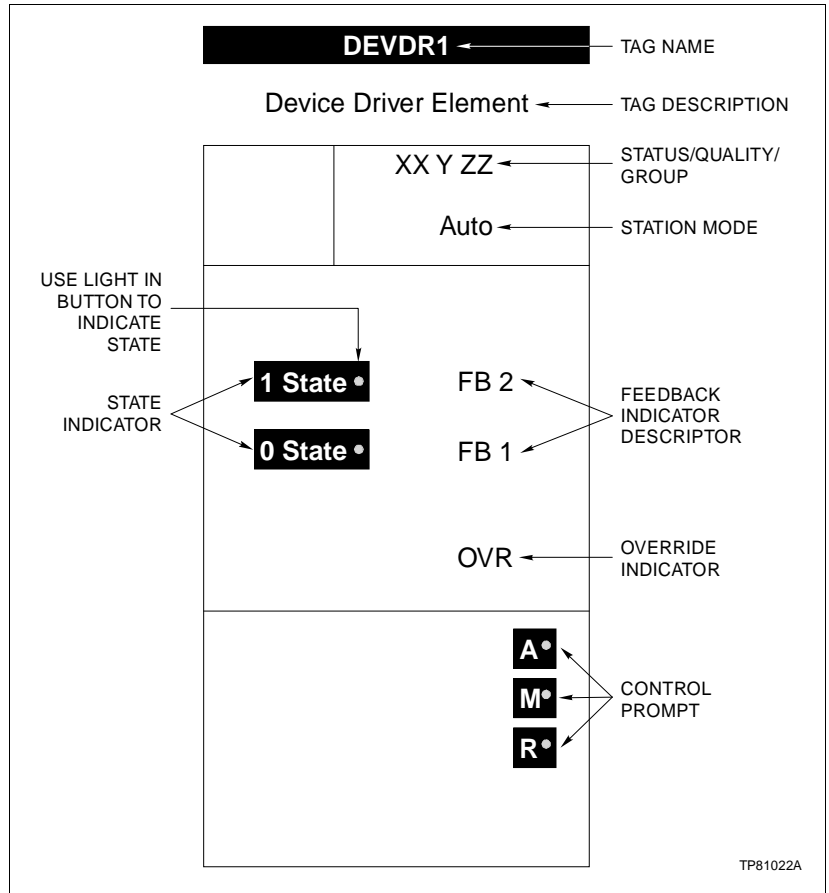 DEVDR1
TAG NAME
Device Driver Element
TAG DESCRIPTION
XX Y ZZ
STATUS/QUALITY/
GROUP
Auto
STATION MODE
USE LIGHT IN
BUTTON TO
INDICATE
STATE
1 State
FB 2
STATE
INDICATOR
FEEDBACK
INDICATOR
DESCRIPTOR
0 State
FB 1
OVR
OVERRIDE
INDICATOR
A
M
R
CONTROL
PROMPT
TP81022A